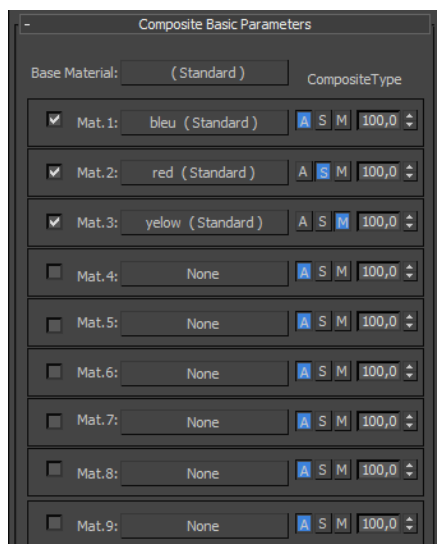 - Composite Basic Parameters
Base Material: ( Standard ) CompositeType
Mat.1: bleu ( Standard ) A S M 100,0
Mat.2: red ( Standard ) A S M 100,0
Mat.3: yelow ( Standard ) A S M 100,0
Mat.4: None A S M 100,0
Mat.5: None A S M 100,0
Mat.6: None A S M 100,0
Mat.7: None A S M 100,0
Mat.8: None A S M 100,0
Mat.9: None A S M 100,0